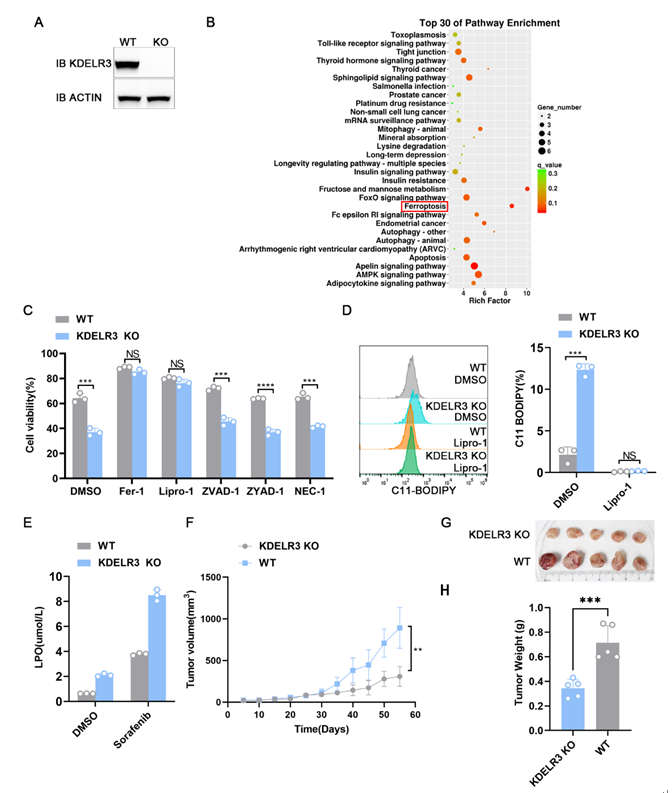 A
WT KO
IB KDELR3
IB ACTIN
B
Top 30 of Pathway Enrichment
Toxoplasmosis
Toll-like receptor signaling pathway
Tight junction
Thyroid hormone signaling pathway
Thyroid cancer
Sphingolipid signaling pathway
Salmonella infection
Prostate cancer
Platinum drug resistance
Non-small cell lung cancer
mRNA surveillance pathway
Mitophagy - animal
Mineral absorption
Lysine degradation
Long-term depression
Longevity regulating pathway - multiple species
Insulin signaling pathway
Insulin resistance
Fructose and mannose metabolism
FoxO signaling pathway
Ferroptosis
Fc epsilon RI signaling pathway
Endometrial cancer
Autophagy - other
Autophagy - animal
Arrhythmogenic right ventricular cardiomyopathy (ARVC)
Apoptosis
Apelin signaling pathway
AMPK signaling pathway
Adipocytokine signaling pathway
4 6 8 10
Rich Factor
Gene_number
2
3
4
5
6
q_value
0.3
0.2
0.1
C
WT
KDELR3 KO
Cell viability(%)
100
80
60
40
20
0
*** NS NS *** **** ***
DMSO Fer-1 Lipro-1 ZVAD-1 ZYAD-1 NEC-1
D
WT
DMSO
KDELR3 KO
DMSO
WT
Lipro-1
KDELR3 KO
Lipro-1
C11-BODIPY
WT
KDELR3 KO
C11 BODIPY(%)
15
10
5
0
*** NS
DMSO Lipro-1
E
WT
KDELR3 KO
LPO(umol/L)
10
8
6
4
2
0
DMSO Sorafenib
F
KDELR3 KO
WT
Tumor volume(mm3)
1500
1000
500
0
**
0 10 20 30 40 50 60
Time(Days)
G
KDELR3 KO
WT
H
***
Tumor Weight (g)
1.0
0.8
0.6
0.4
0.2
0.0
KDELR3 KO WT